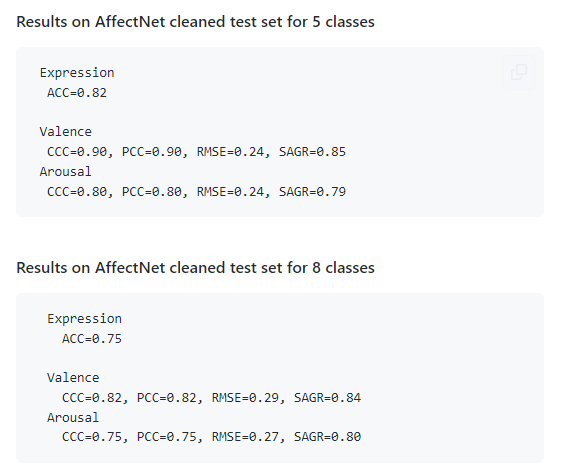 Results on AffectNet cleaned test set for 5 classes
Expression
ACC=0.82
Valence
CCC=0.90, PCC=0.90, RMSE=0.24, SAGR=0.85
Arousal
CCC=0.80, PCC=0.80, RMSE=0.24, SAGR=0.79
Results on AffectNet cleaned test set for 8 classes
Expression
ACC=0.75
Valence
CCC=0.82, PCC=0.82, RMSE=0.29, SAGR=0.84
Arousal
CCC=0.75, PCC=0.75, RMSE=0.27, SAGR=0.80